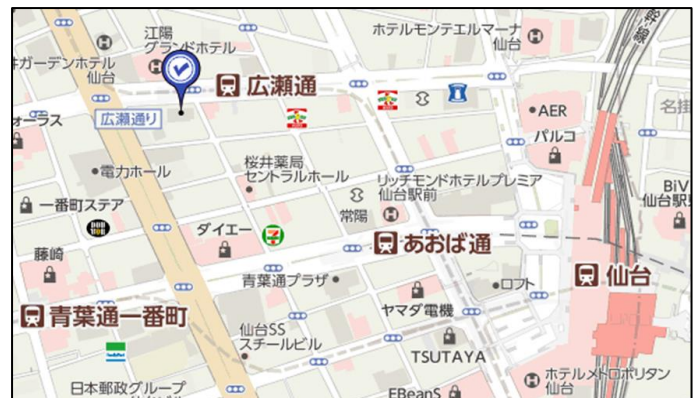 江陽
グランドホテル
ホテルモンテエルマーナ
仙台
幹線
井ガーデンホテル
仙台
広瀬通
広瀬通り
ォーラス
AER
パルコ
名掛
電力ホール
桜井薬局
セントラルホール
リッチモンドホテルプレミア
仙台駅前
BiV
仙台駅
一番町ステア
常陽
ダイエー
あおば通
藤崎
青葉通プラザ
ロフト
仙台
青葉通一番町
ヤマダ電機
仙台SS
スチールビル
TSUTAYA
日本郵政グループ
EBeanS
ホテルメトロポリタン
仙台